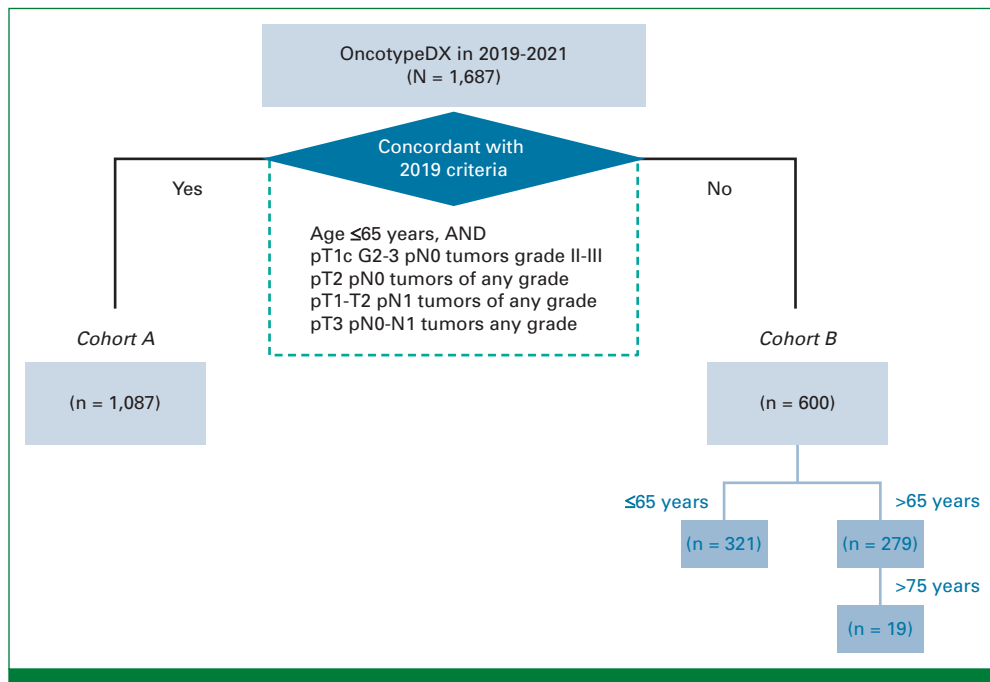 OncotypeDX in 2019-2021
(N = 1,687)
Concordant with
2019 criteria
Yes
No
Age ≤65 years, AND
pT1c G2-3 pN0 tumors grade II-III
pT2 pN0 tumors of any grade
pT1-T2 pN1 tumors of any grade
pT3 pN0-N1 tumors any grade
Cohort A
(n = 1,087)
Cohort B
(n = 600)
≤65 years
(n = 321)
>65 years
(n = 279)
>75 years
(n = 19)